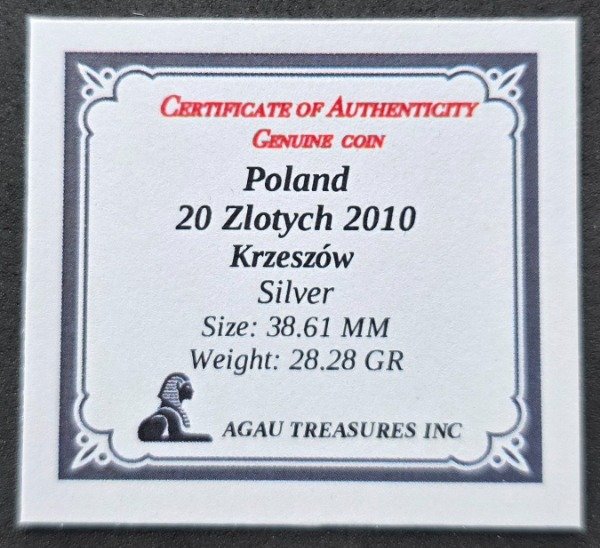 CERTIFICATE OF AUTHENTICITY
GENUINE COIN
Poland
20 Zlotych 2010
Krzeszów
Silver
Size: 38.61 MM
Weight: 28.28 GR
AGAU TREASURES INC